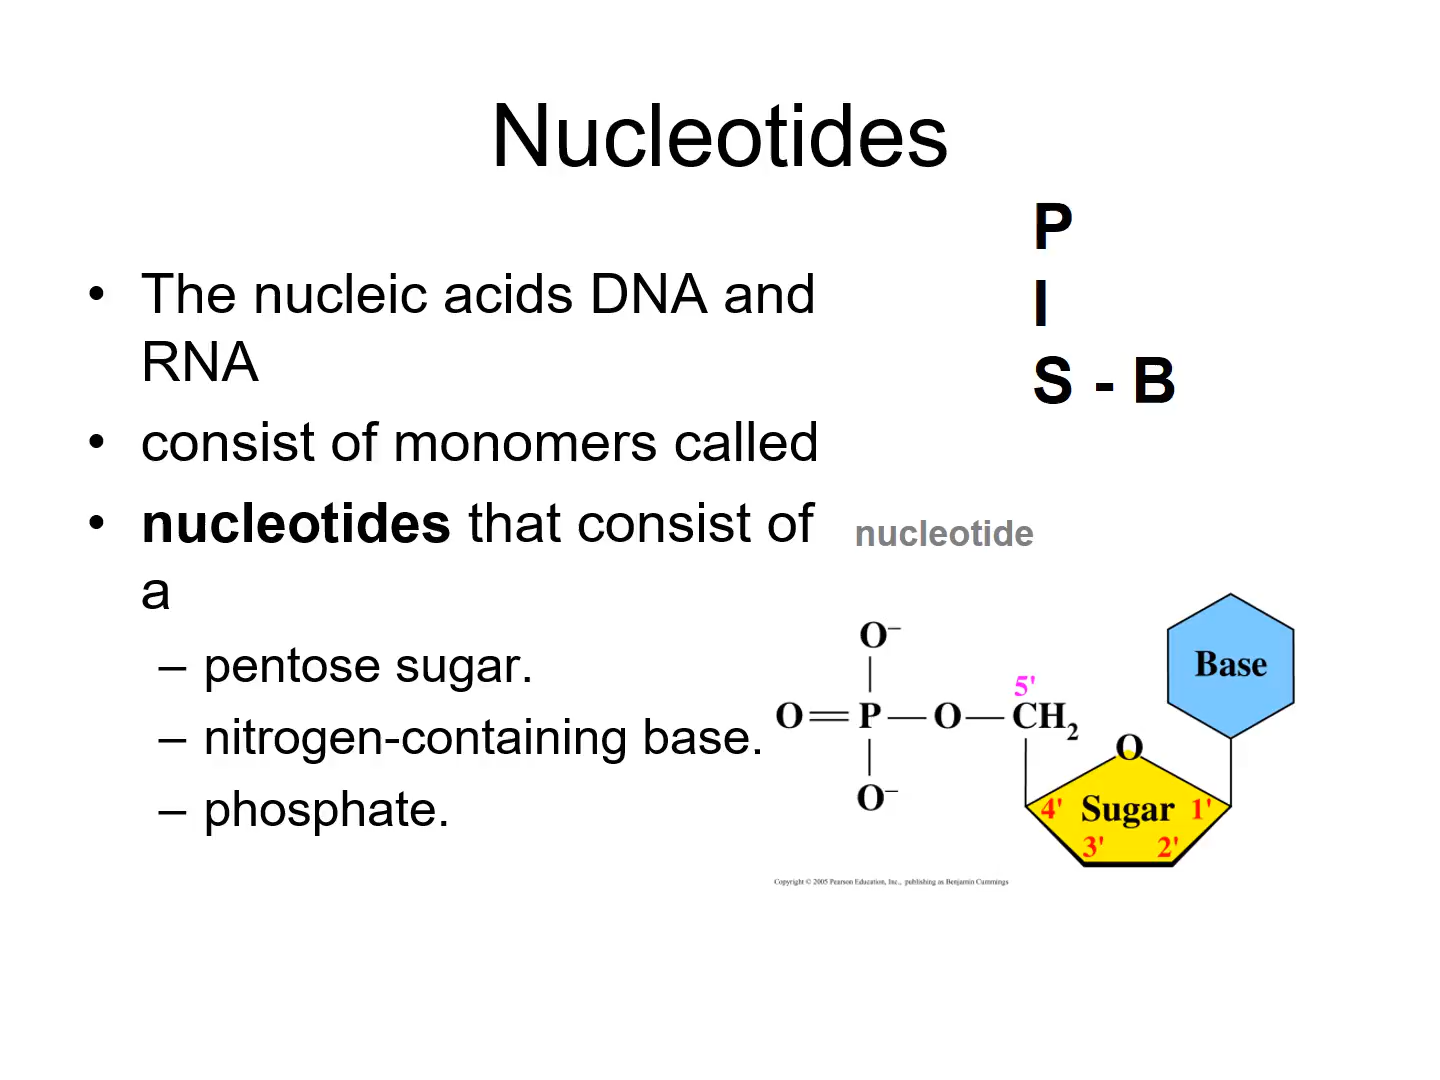 Nucleotides
• The nucleic acids DNA and
RNA
• consist of monomers called
• nucleotides that consist of
a
– pentose sugar.
– nitrogen-containing base.
– phosphate.
P
I
S - B
nucleotide
O–
5'
Base
O P O CH2
O
O–
4' Sugar 1'
3' 2'
Copyright © 2005 Pearson Education, Inc., publishing as Benjamin Cummings